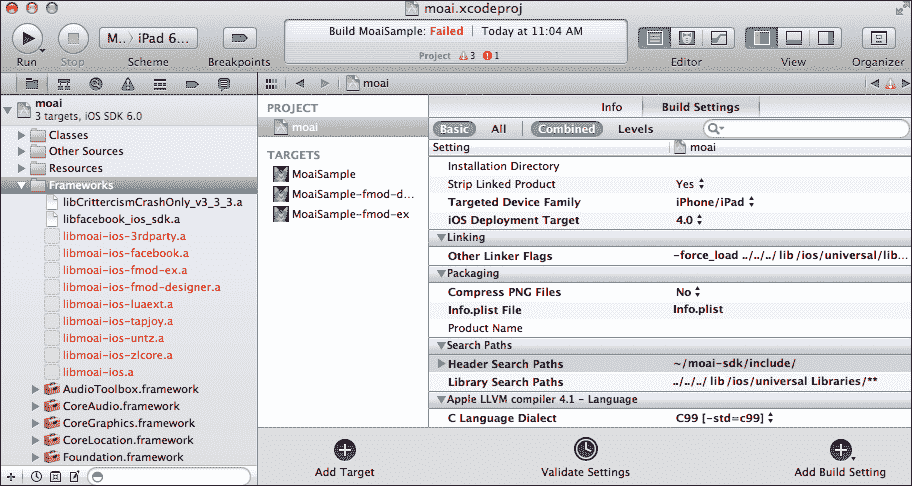 moai.xcodeproj
Run
Stop
M...〉 iPad 6...
Scheme
Breakpoints
Build MoaiSample: Failed | Today at 11:04 AM
Project 3 1
Editor
View
Organizer
moai
3 targets, iOS SDK 6.0
Classes
Other Sources
Resources
Frameworks
libCrittercismCrashOnly_v3_3_3.a
libfacebook_ios_sdk.a
libmoai-ios-3rdparty.a
libmoai-ios-facebook.a
libmoai-ios-fmod-ex.a
libmoai-ios-fmod-designer.a
libmoai-ios-luaext.a
libmoai-ios-tapjoy.a
libmoai-ios-untz.a
libmoai-ios-zlcore.a
libmoai-ios.a
AudioToolbox.framework
CoreAudio.framework
CoreGraphics.framework
CoreLocation.framework
Foundation.framework
moai
PROJECT
moai
TARGETS
MoaiSample
MoaiSample-fmod-d...
MoaiSample-fmod-ex
Info Build Settings
Basic All Combined Levels
Setting moai
Installation Directory
Strip Linked Product Yes
Targeted Device Family iPhone/iPad
iOS Deployment Target 4.0
Linking
Other Linker Flags -force_load ../../../ lib /ios/universal/lib...
Packaging
Compress PNG Files No
Info.plist File Info.plist
Product Name
Search Paths
Header Search Paths ~/moai-sdk/include/
Library Search Paths ../../../ lib /ios/universal Libraries/**
Apple LLVM compiler 4.1 - Language
C Language Dialect C99 [-std=c99]
Add Target
Validate Settings
Add Build Setting